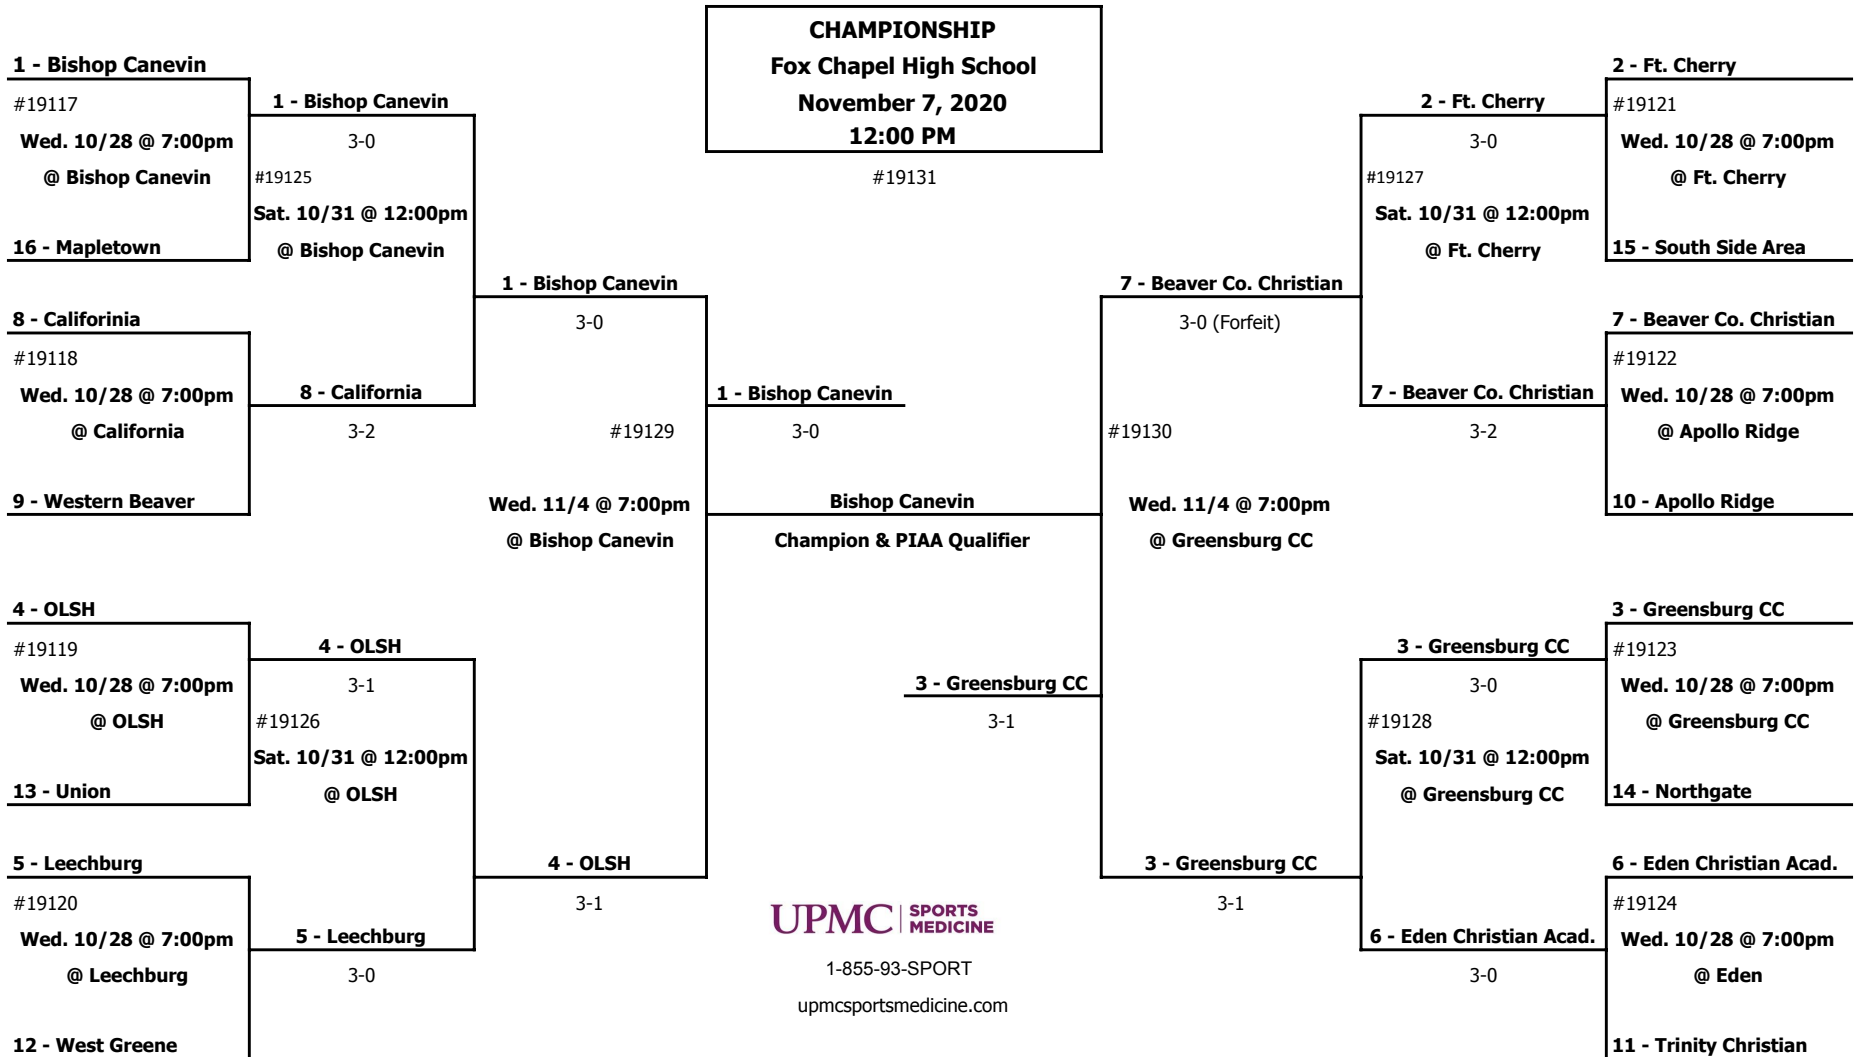 CHAMPIONSHIP
Fox Chapel High School
November 7, 2020
12:00 PM
#19131
1 - Bishop Canevin
#19117
Wed. 10/28 @ 7:00pm
@ Bishop Canevin
16 - Mapletown
8 - Califorinia
#19118
Wed. 10/28 @ 7:00pm
@ California
9 - Western Beaver
4 - OLSH
#19119
Wed. 10/28 @ 7:00pm
@ OLSH
13 - Union
5 - Leechburg
#19120
Wed. 10/28 @ 7:00pm
@ Leechburg
12 - West Greene
1 - Bishop Canevin
3-0
#19125
Sat. 10/31 @ 12:00pm
@ Bishop Canevin
8 - California
3-2
4 - OLSH
3-1
#19126
Sat. 10/31 @ 12:00pm
@ OLSH
5 - Leechburg
3-0
1 - Bishop Canevin
3-0
#19129
Wed. 11/4 @ 7:00pm
@ Bishop Canevin
4 - OLSH
3-1
1 - Bishop Canevin
3-0
Bishop Canevin
Champion & PIAA Qualifier
3 - Greensburg CC
3-1
UPMC SPORTS
MEDICINE
1-855-93-SPORT
upmcsportsmedicine.com
7 - Beaver Co. Christian
3-0 (Forfeit)
#19130
Wed. 11/4 @ 7:00pm
@ Greensburg CC
3 - Greensburg CC
3-1
2 - Ft. Cherry
3-0
#19127
Sat. 10/31 @ 12:00pm
@ Ft. Cherry
7 - Beaver Co. Christian
3-2
3 - Greensburg CC
3-0
#19128
Sat. 10/31 @ 12:00pm
@ Greensburg CC
6 - Eden Christian Acad.
3-0
2 - Ft. Cherry
#19121
Wed. 10/28 @ 7:00pm
@ Ft. Cherry
15 - South Side Area
7 - Beaver Co. Christian
#19122
Wed. 10/28 @ 7:00pm
@ Apollo Ridge
10 - Apollo Ridge
3 - Greensburg CC
#19123
Wed. 10/28 @ 7:00pm
@ Greensburg CC
14 - Northgate
6 - Eden Christian Acad.
#19124
Wed. 10/28 @ 7:00pm
@ Eden
11 - Trinity Christian